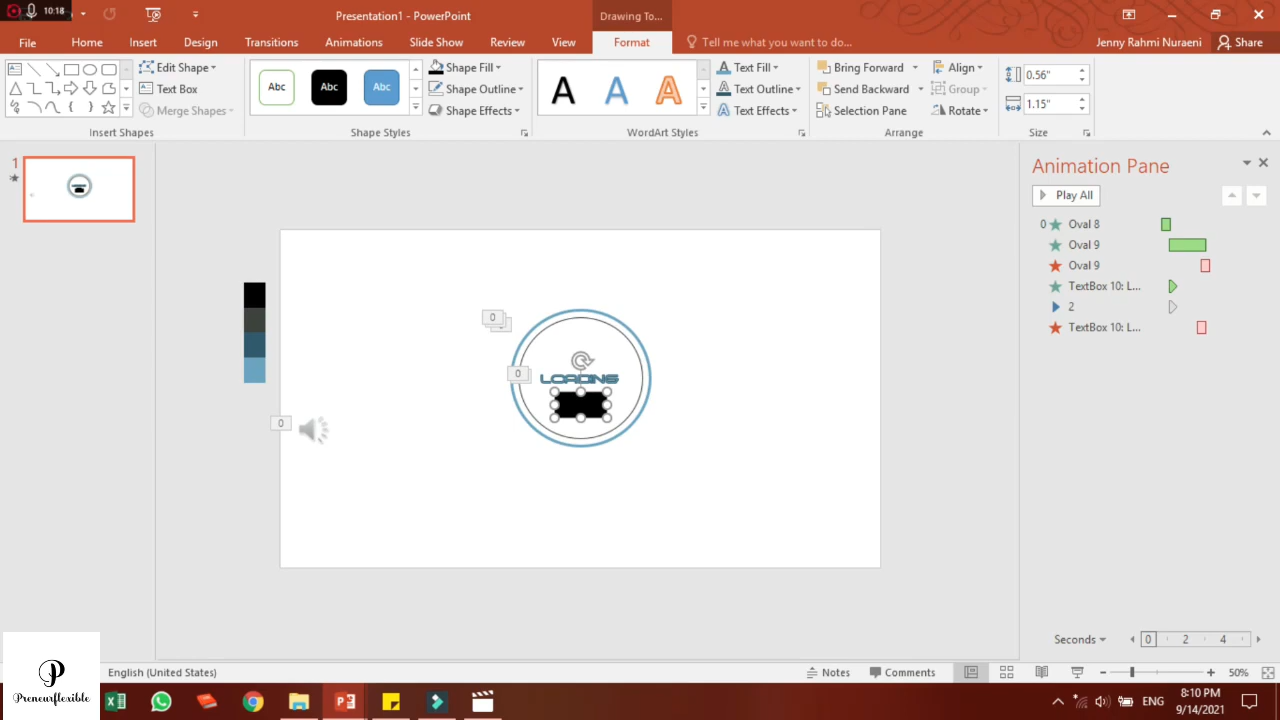 10:18
Presentation1 - PowerPoint
Drawing To...
File
Home
Insert
Design
Transitions
Animations
Slide Show
Review
View
Format
Tell me what you want to do...
Jenny Rahmi Nuraeni
Share
Edit Shape
Text Box
Merge Shapes
Insert Shapes
Abc
Abc
Abc
Shape Fill
Shape Outline
Shape Effects
Shape Styles
A
A
A
Text Fill
Text Outline
Text Effects
WordArt Styles
Bring Forward
Send Backward
Selection Pane
Align
Group
Rotate
Arrange
0.56"
1.15"
Size
1
0
0
LOADING
0
Animation Pane
Play All
0 Oval 8
Oval 9
Oval 9
TextBox 10: L...
2
TextBox 10: L...
Seconds
0
2
4
English (United States)
Notes
Comments
50%
P
Preneurflexible
ENG
8:10 PM
9/14/2021